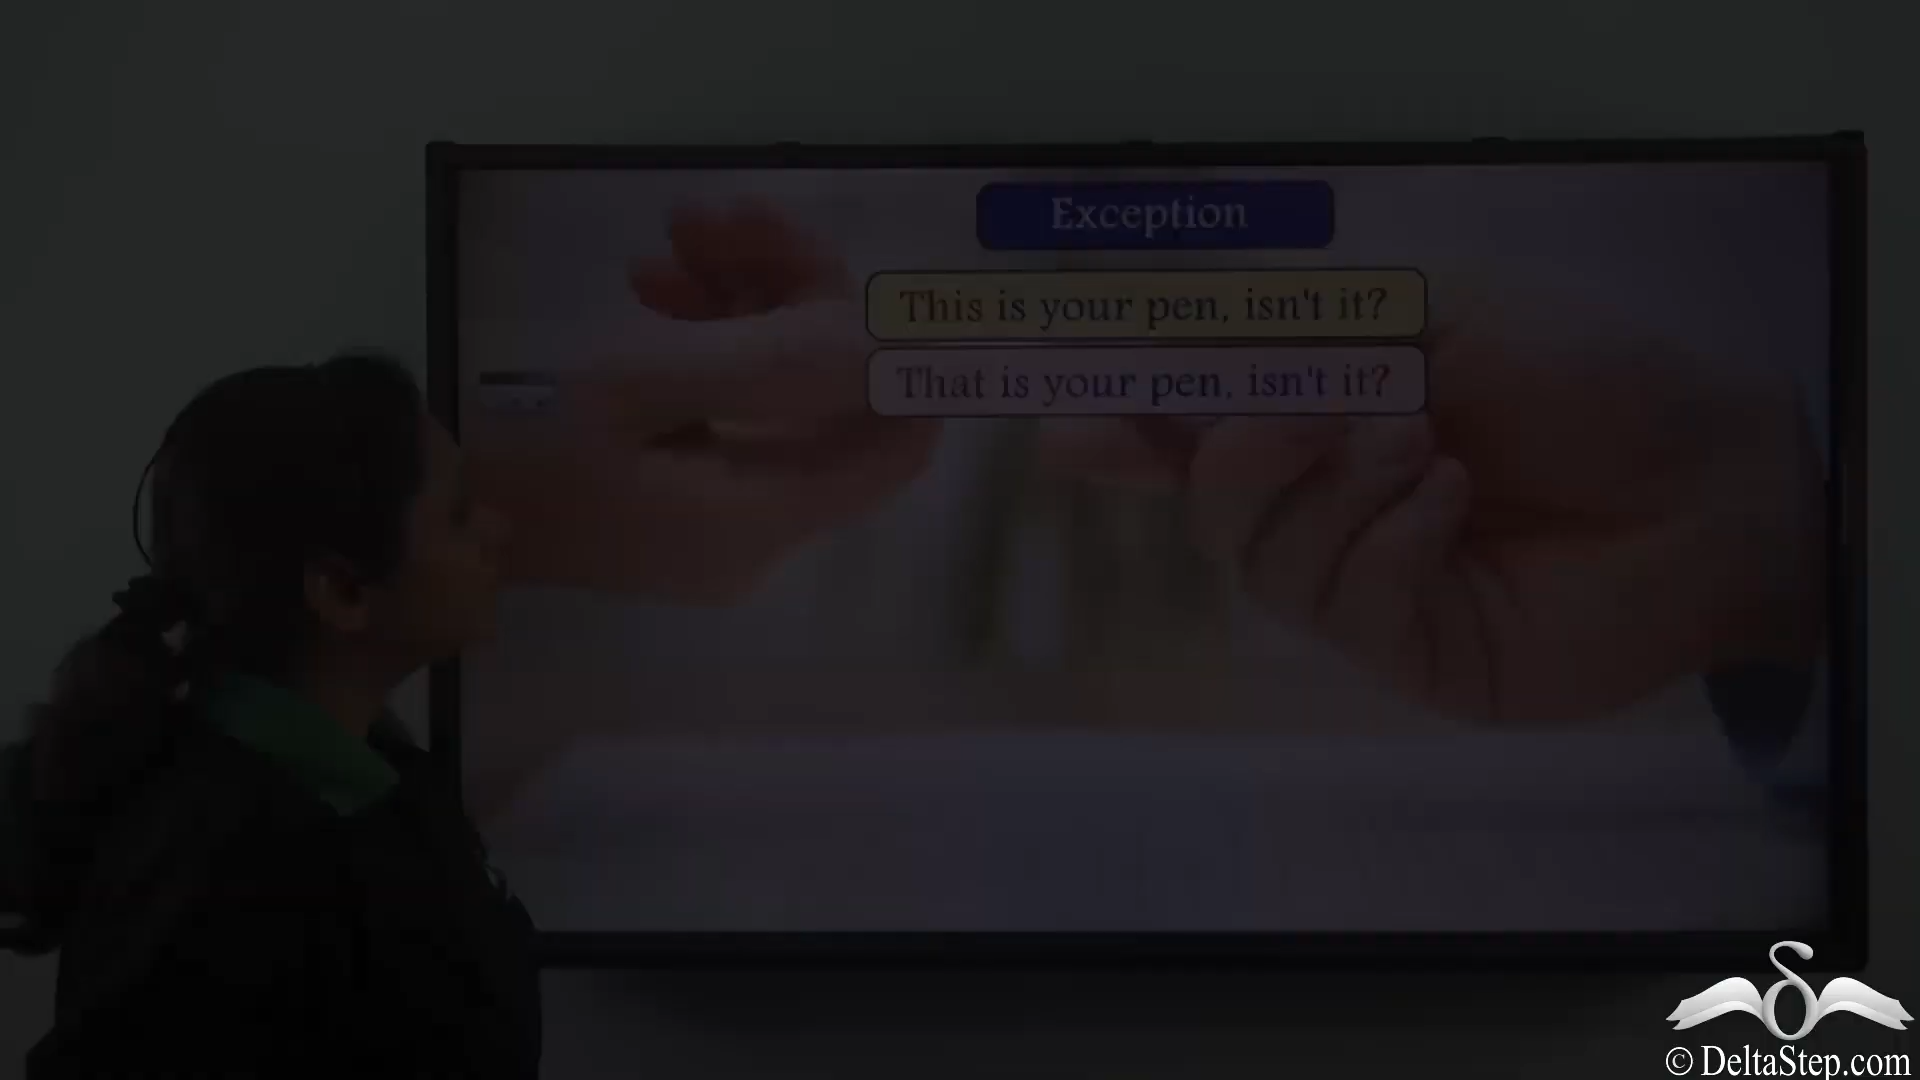 Exception
This is your pen, isn't it?
That is your pen, isn't it?
© DeltaStep.com